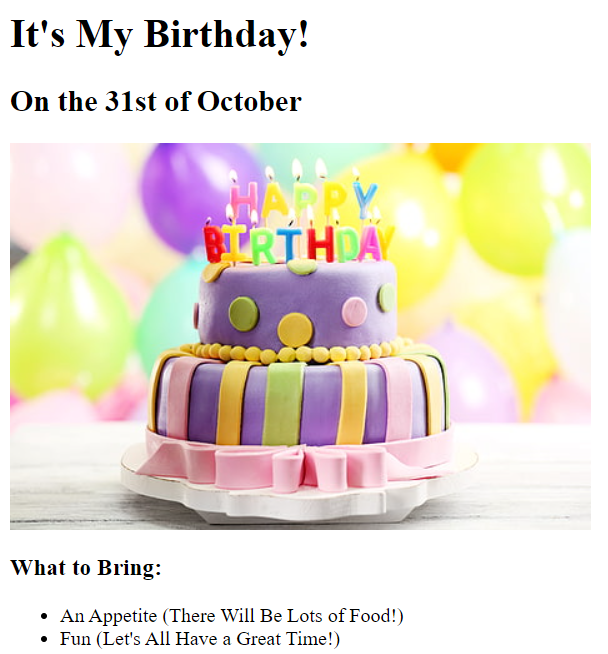 It's My Birthday!
On the 31st of October
HAPPY
BIRTHDAY
What to Bring:
An Appetite (There Will Be Lots of Food!)
Fun (Let's All Have a Great Time!)